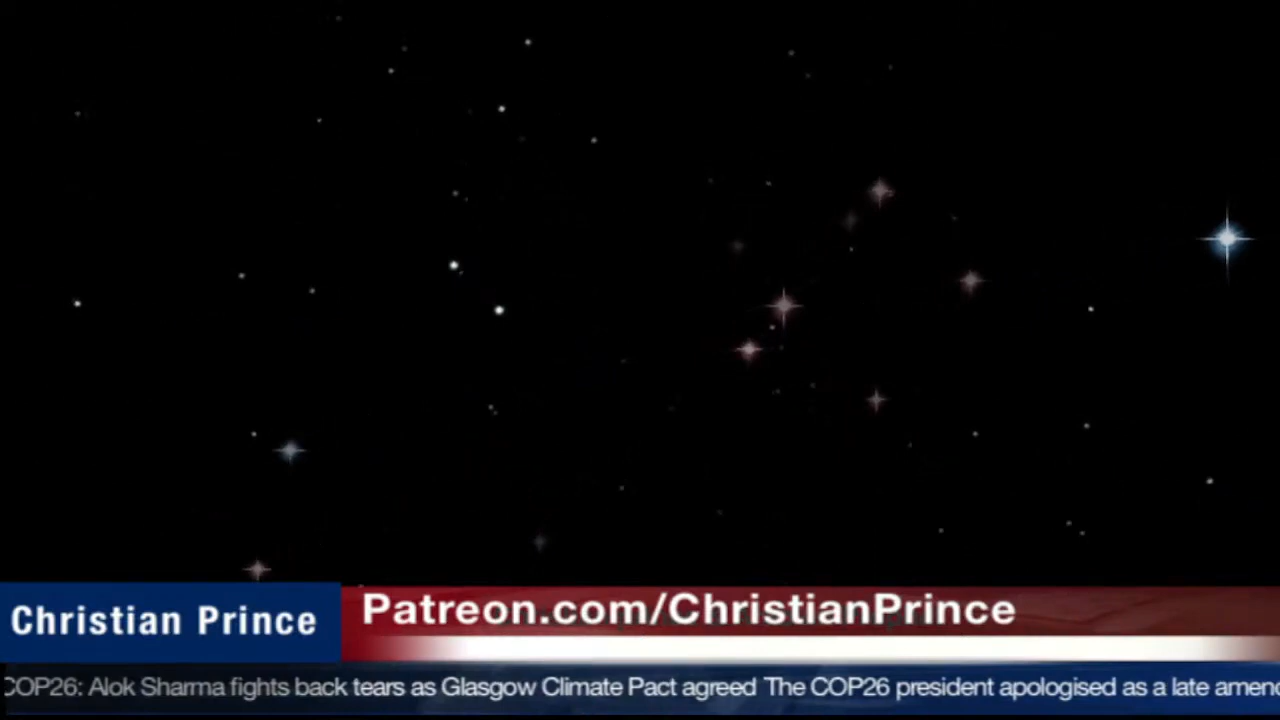 Christian Prince
Patreon.com/ChristianPrince
COP26: Alok Sharma fights back tears as Glasgow Climate Pact agreed The COP26 president apologised as a late